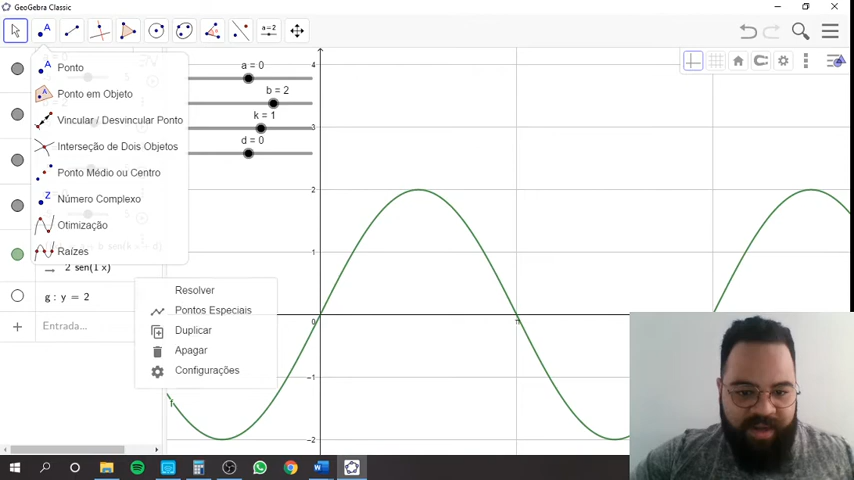 GeoGebra Classic
a = 2
Ponto
Ponto em Objeto
Vincular / Desvincular Ponto
Interseção de Dois Objetos
Ponto Médio ou Centro
Número Complexo
Otimização
Raízes
→ 2 sen(1 x)
g : y = 2
Entrada...
Resolver
Pontos Especiais
Duplicar
Apagar
Configurações
a = 0
b = 2
k = 1
d = 0
4
3
2
1
0
π
−1
−2
f